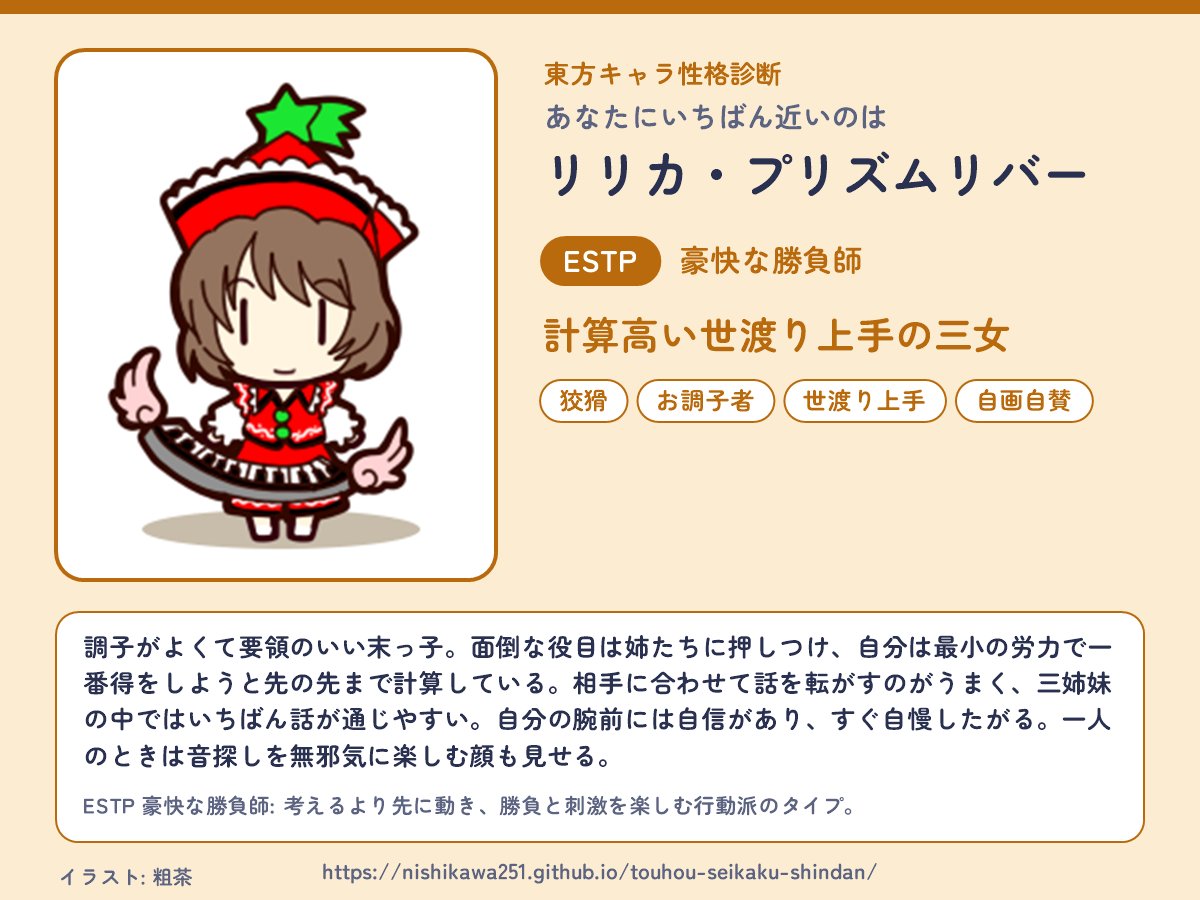 東方キャラ性格診断
あなたにいちばん近いのは
リリカ・プリズムリバー
ESTP 豪快な勝負師
計算高い世渡り上手の三女
狡猾 お調子者 世渡り上手 自画自賛
調子がよくて要領のいい末っ子。面倒な役目は姉たちに押しつけ、自分は最小の労力で一
番得をしようと先の先まで計算している。相手に合わせて話を転がすのがうまく、三姉妹
の中ではいちばん話が通じやすい。自分の腕前には自信があり、すぐ自慢したがる。一人
のときは音探しを無邪気に楽しむ顔も見せる。
ESTP 豪快な勝負師: 考えるより先に動き、勝負と刺激を楽しむ行動派のタイプ。
イラスト: 粗茶
https://nishikawa251.github.io/touhou-seikaku-shindan/